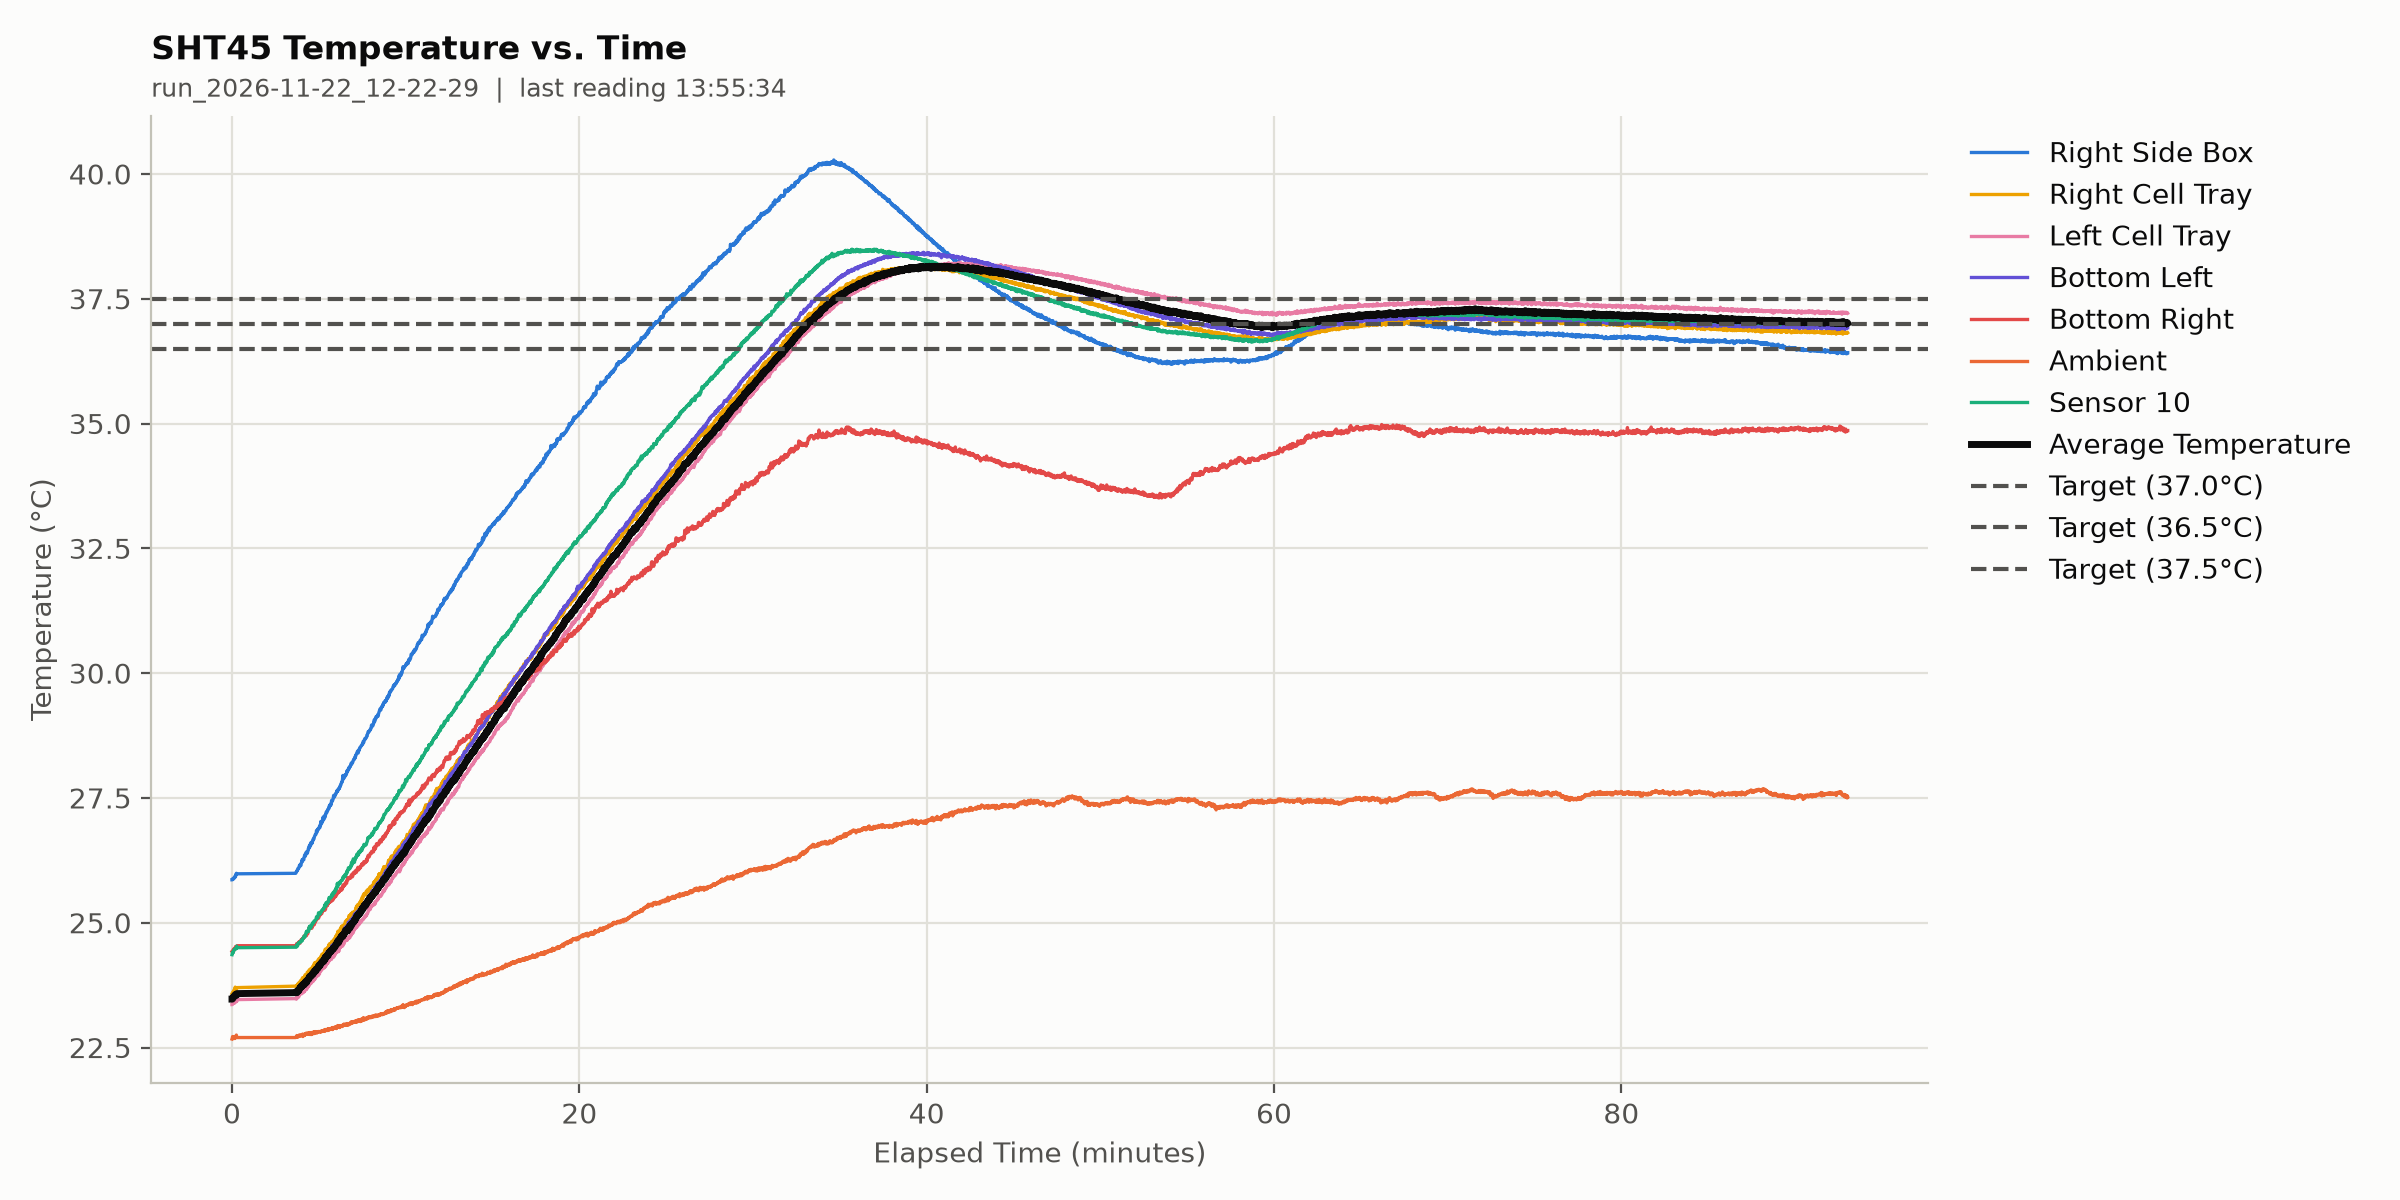 SHT45 Temperature vs. Time
run_2026-11-22_12-22-29 | last reading 13:55:34
Temperature (°C)
40.0
37.5
35.0
32.5
30.0
27.5
25.0
22.5
0 20 40 60 80
Elapsed Time (minutes)
Right Side Box
Right Cell Tray
Left Cell Tray
Bottom Left
Bottom Right
Ambient
Sensor 10
Average Temperature
Target (37.0°C)
Target (36.5°C)
Target (37.5°C)